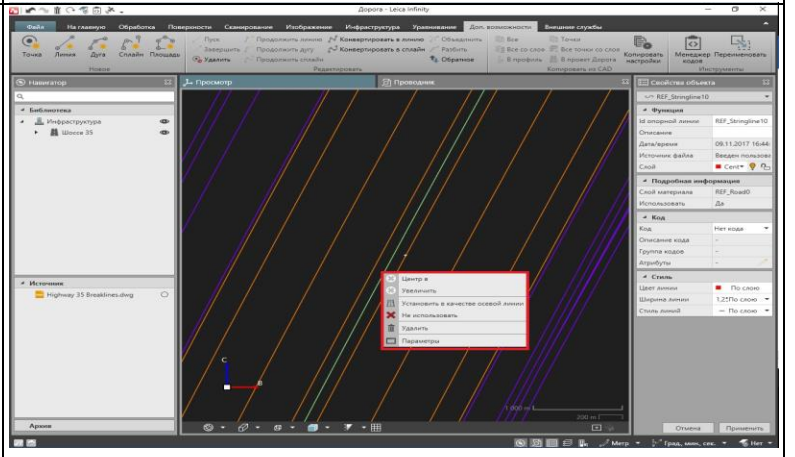 Дорога - Leica Infinity
Файл На главную Обработка Поверхности Сканирование Изображение Инфраструктура Уравнивание Доп. возможности Внешние службы
Точка Линия Дуга Сплайн Площадь
Новые
Пуск Продолжить линию Конвертировать в линию Объединить
Завершить Продолжить дугу Конвертировать в сплайн Разбить
Удалить Продолжить сплайн Обратное
Редактировать
Все Точки
Все со слоя Все точки со слоя
В профиль В проект Дорога
Копировать настройки
Копировать из CAD
Менеджер кодов Переименовать
Инструменты
Навигатор
Библиотека
Инфраструктура
Шоссе 35
Источник
Highway 35 Breaklines.dwg
Архив
Просмотр Проводник
Центр в
Увеличить
Установить в качестве осевой линии
Не использовать
Удалить
Параметры
С
В
1 000 m
200 m
Свойства объекта
REF_Stringline10
Функция
Id опорной линии REF_Stringline10
Описание
Дата/время 09.11.2017 16:44:
Источник файла Введен пользова
Слой Cent
Подробная информация
Слой материала REF_Road0
Использовать Да
Код
Код Нет кода
Описание кода -
Группа кодов -
Атрибуты -
Стиль
Цвет линии По слою
Ширина линии 1,25По слою
Стиль линий По слою
Отмена Применить
Метр Град, мин, сек. Нет